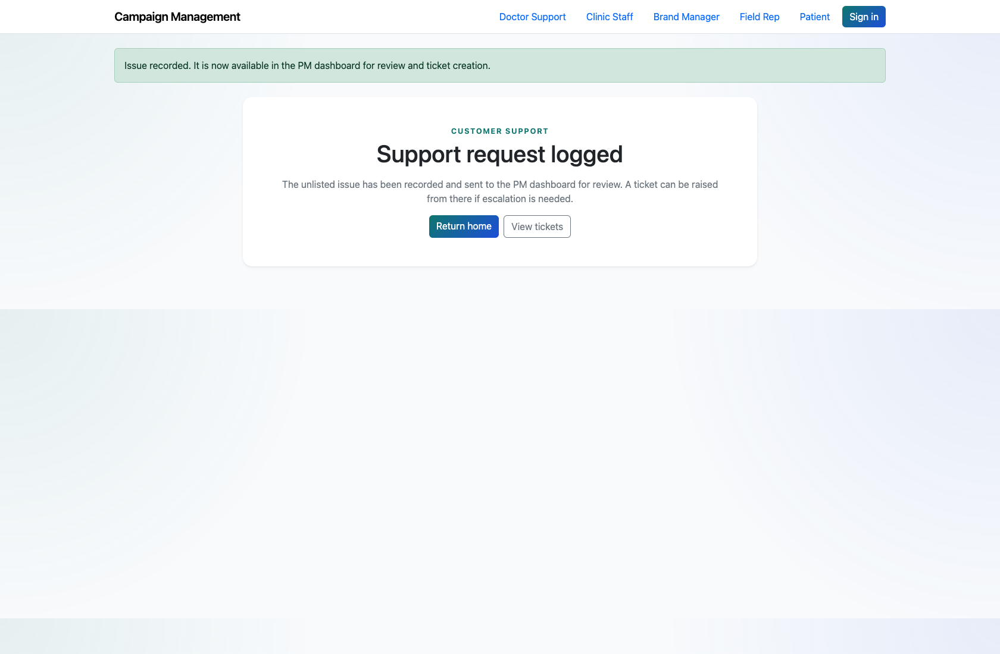 Campaign Management
Doctor Support
Clinic Staff
Brand Manager
Field Rep
Patient
Sign in
Issue recorded. It is now available in the PM dashboard for review and ticket creation.
CUSTOMER SUPPORT
Support request logged
The unlisted issue has been recorded and sent to the PM dashboard for review. A ticket can be raised
from there if escalation is needed.
Return home
View tickets